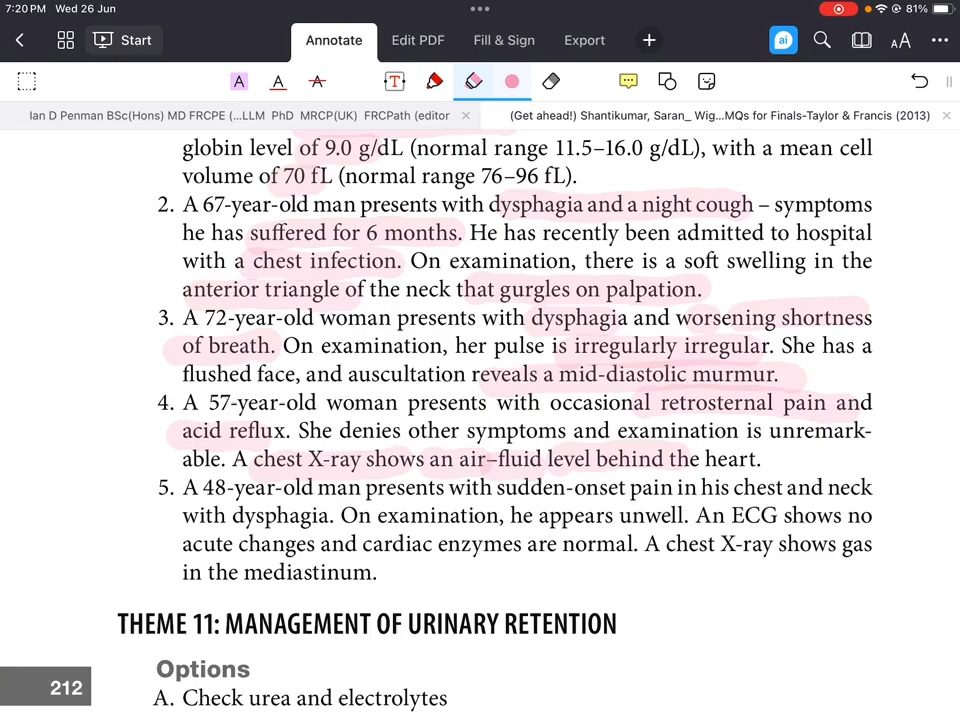 7:20 PM Wed 26 Jun
81%
Start
Annotate
Edit PDF
Fill & Sign
Export
ai
AA
A A A T
Ian D Penman BSc(Hons) MD FRCPE (...LLM PhD MRCP(UK) FRCPath (editor
(Get ahead!) Shantikumar, Saran_ Wig...MQs for Finals-Taylor & Francis (2013)
globin level of 9.0 g/dL (normal range 11.5–16.0 g/dL), with a mean cell
volume of 70 fL (normal range 76–96 fL).
2. A 67-year-old man presents with dysphagia and a night cough – symptoms
he has suffered for 6 months. He has recently been admitted to hospital
with a chest infection. On examination, there is a soft swelling in the
anterior triangle of the neck that gurgles on palpation.
3. A 72-year-old woman presents with dysphagia and worsening shortness
of breath. On examination, her pulse is irregularly irregular. She has a
flushed face, and auscultation reveals a mid-diastolic murmur.
4. A 57-year-old woman presents with occasional retrosternal pain and
acid reflux. She denies other symptoms and examination is unremark-
able. A chest X-ray shows an air–fluid level behind the heart.
5. A 48-year-old man presents with sudden-onset pain in his chest and neck
with dysphagia. On examination, he appears unwell. An ECG shows no
acute changes and cardiac enzymes are normal. A chest X-ray shows gas
in the mediastinum.
THEME 11: MANAGEMENT OF URINARY RETENTION
Options
212
A. Check urea and electrolytes